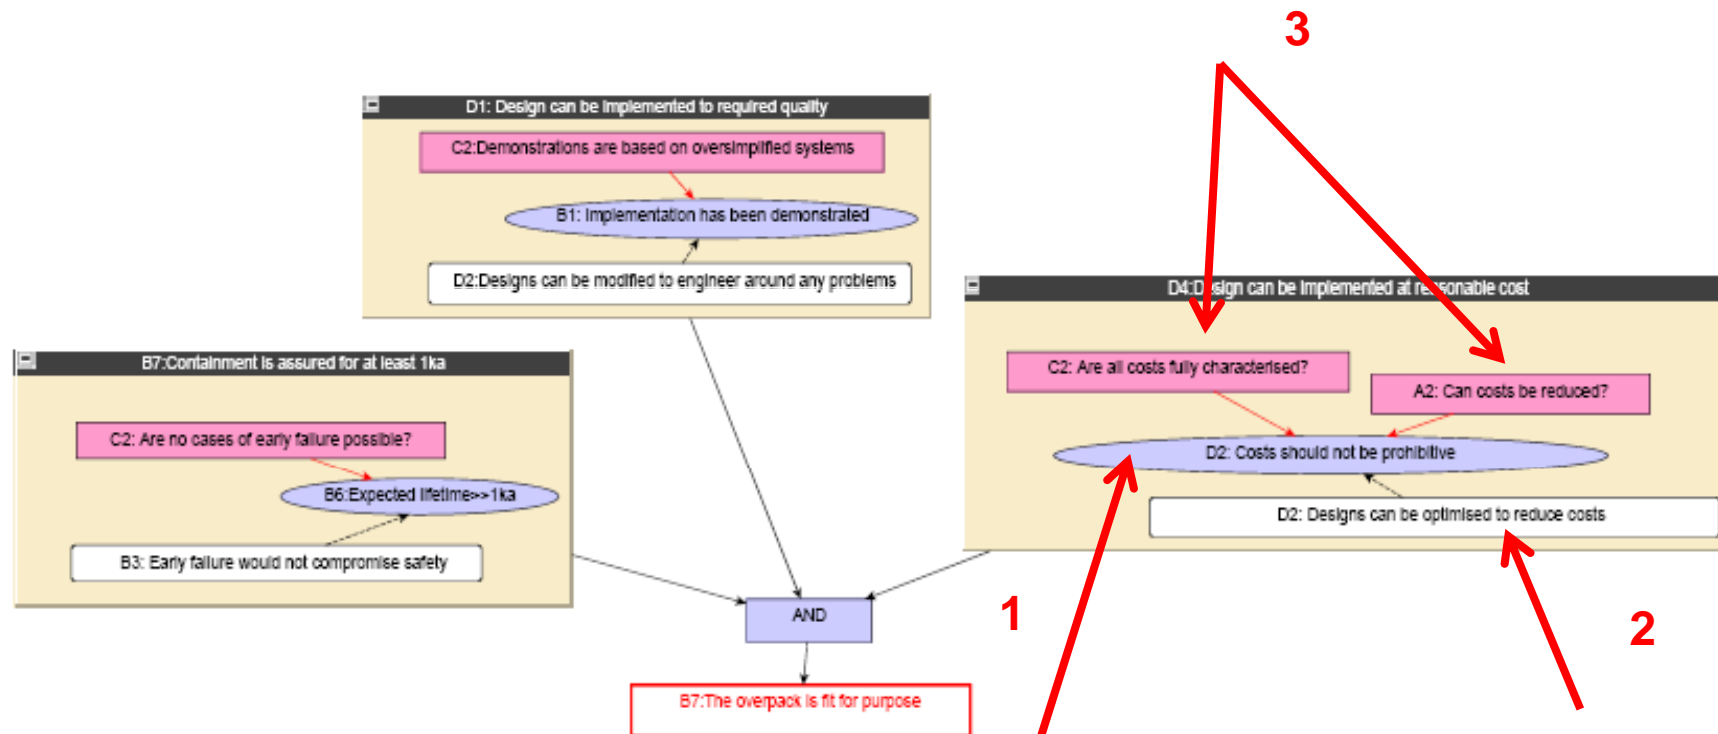 3
D1: Design can be implemented to required quality
C2:Demonstrations are based on oversimplified systems
B1: Implementation has been demonstrated
D2:Designs can be modified to engineer around any problems
D4:Design can be implemented at reasonable cost
C2: Are all costs fully characterised?
A2: Can costs be reduced?
D2: Costs should not be prohibitive
D2: Designs can be optimised to reduce costs
B7:Containment is assured for at least 1ka
C2: Are no cases of early failure possible?
B6:Expected lifetime>>1ka
B3: Early failure would not compromise safety
1
2
AND
B7:The overpack is fit for purpose